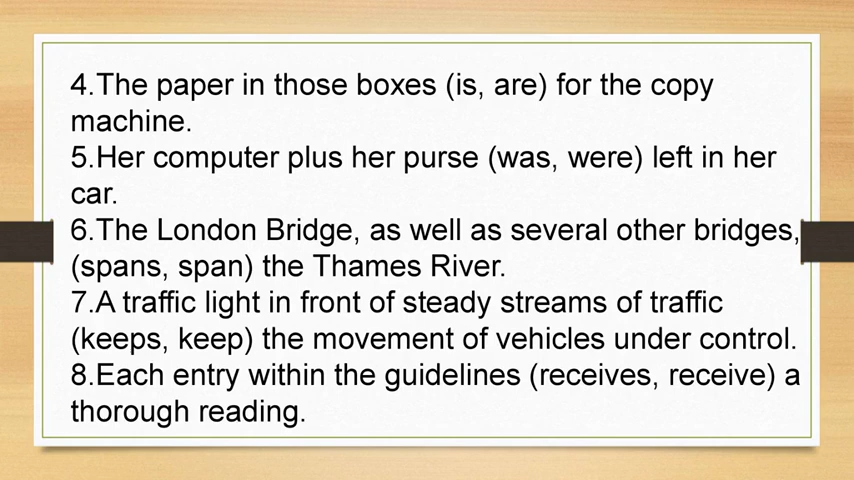 4.The paper in those boxes (is, are) for the copy
machine.
5.Her computer plus her purse (was, were) left in her
car.
6.The London Bridge, as well as several other bridges,
(spans, span) the Thames River.
7.A traffic light in front of steady streams of traffic
(keeps, keep) the movement of vehicles under control.
8.Each entry within the guidelines (receives, receive) a
thorough reading.